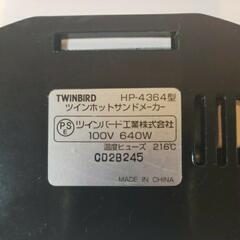 TWINBIRD HP-4364型
ツインホットサンドメーカー
PSE ツインバード工業株式会社
100V 640W
温度ヒューズ 216℃
CD2B245
MADE IN CHINA